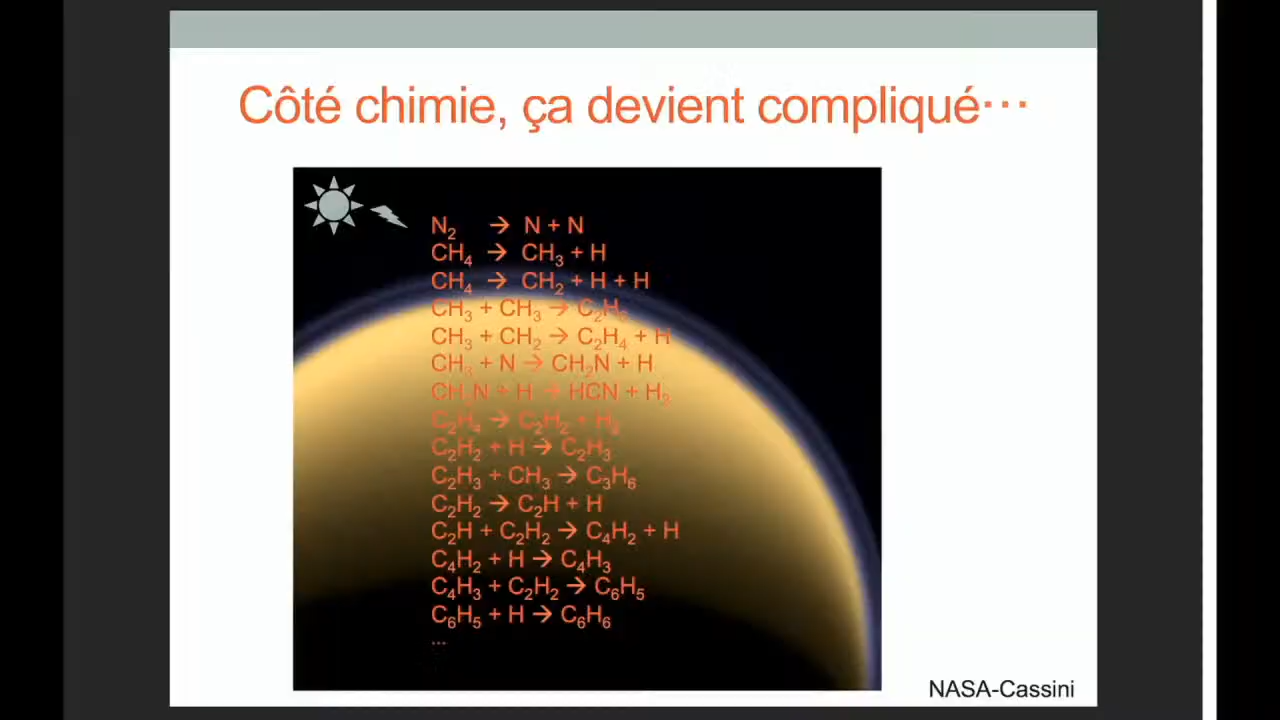 Côté chimie, ça devient compliqué…
N₂ → N + N
CH₄ → CH₃ + H
CH₄ → CH₂ + H + H
CH₃ + CH₃ → C₂H₆
CH₃ + CH₂ → C₂H₄ + H
CH₃ + N → CH₂N + H
CH₂N + H → HCN + H₂
C₂H₄ → C₂H₂ + H₂
C₂H₂ + H → C₂H₃
C₂H₃ + CH₃ → C₃H₆
C₂H₂ → C₂H + H
C₂H + C₂H₂ → C₄H₂ + H
C₄H₂ + H → C₄H₃
C₄H₃ + C₂H₂ → C₆H₅
C₆H₅ + H → C₆H₆
...
NASA-Cassini